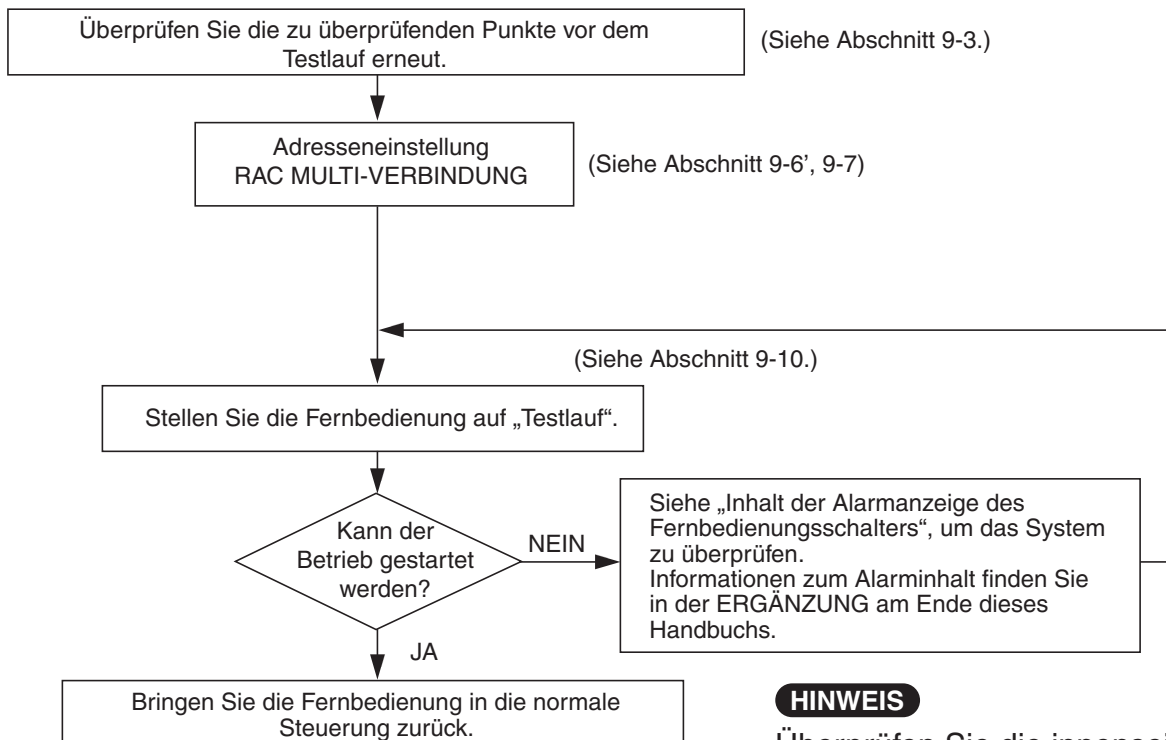 Überprüfen Sie die zu überprüfenden Punkte vor dem
Testlauf erneut.
(Siehe Abschnitt 9-3.)
Adresseneinstellung
RAC MULTI-VERBINDUNG
(Siehe Abschnitt 9-6’, 9-7)
(Siehe Abschnitt 9-10.)
Stellen Sie die Fernbedienung auf „Testlauf“.
Kann der
Betrieb gestartet
werden?
NEIN
Siehe „Inhalt der Alarmanzeige des
Fernbedienungsschalters“, um das System
zu überprüfen.
Informationen zum Alarminhalt finden Sie
in der ERGÄNZUNG am Ende dieses
Handbuchs.
JA
Bringen Sie die Fernbedienung in die normale
Steuerung zurück.
HINWEIS
Überprüfen Sie die